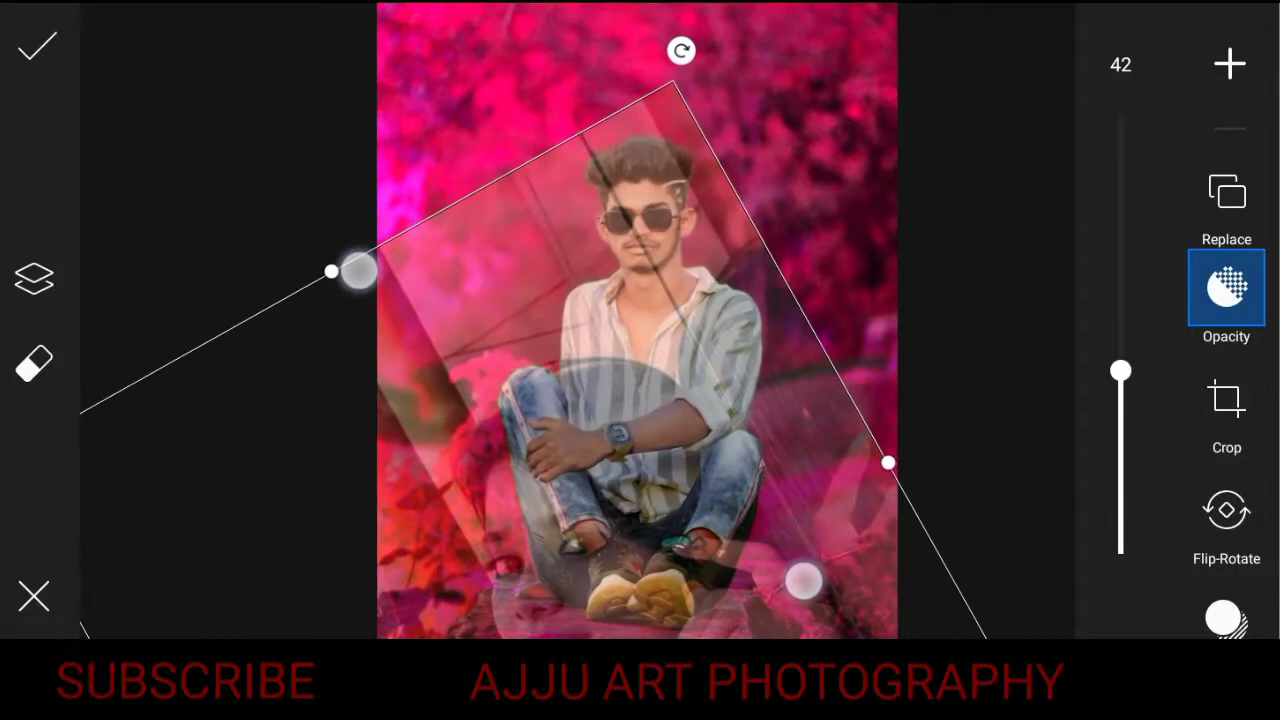 42
Replace
Opacity
Crop
Flip-Rotate
SUBSCRIBE AJJU ART PHOTOGRAPHY